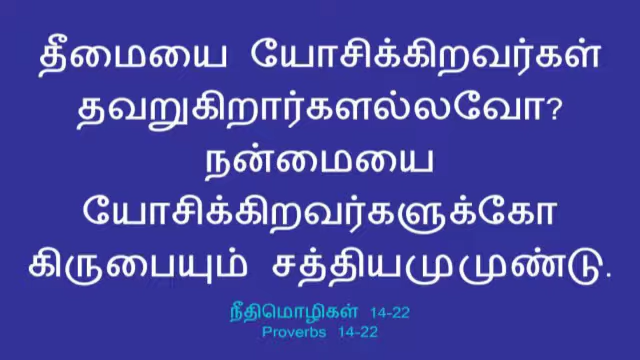 தீமையை யோசிக்கிறவர்கள்
தவறுகிறார்களல்லவோ?
நன்மையை
யோசிக்கிறவர்களுக்கோ
கிருபையும் சத்தியமுமுண்டு.
நீதிமொழிகள் 14-22
Proverbs 14-22